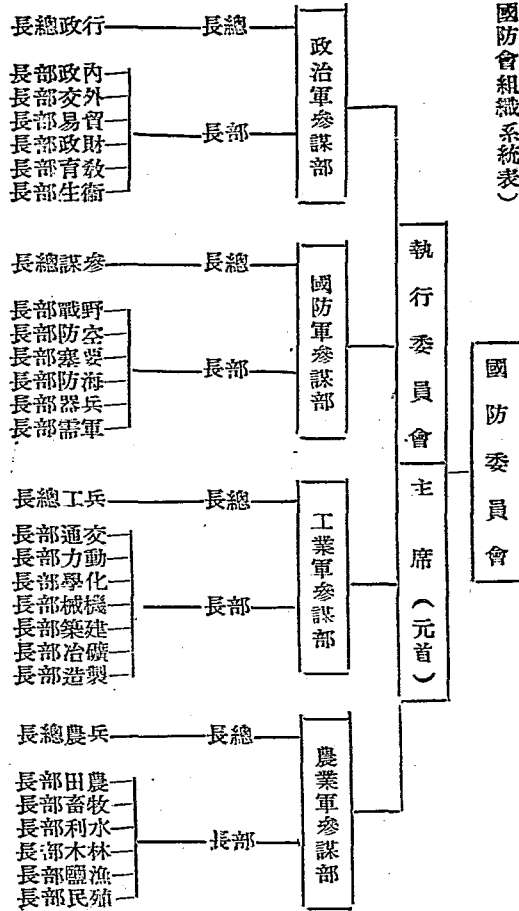 國防會組織系統表）
國防委員會
執行委員會
主席（元首）
政治軍參謀部
總長
行政總長
部長
內政部長
外交部長
貿易部長
財政部長
教育部長
衞生部長
國防軍參謀部
總長
參謀總長
部長
野戰部長
空防部長
要塞部長
海防部長
兵器部長
軍需部長
工業軍參謀部
總長
兵工總長
部長
交通部長
動力部長
化學部長
機械部長
建築部長
礦冶部長
製造部長
農業軍參謀部
總長
兵農總長
部長
農田部長
牧畜部長
水利部長
林木部長
漁鹽部長
殖民部長